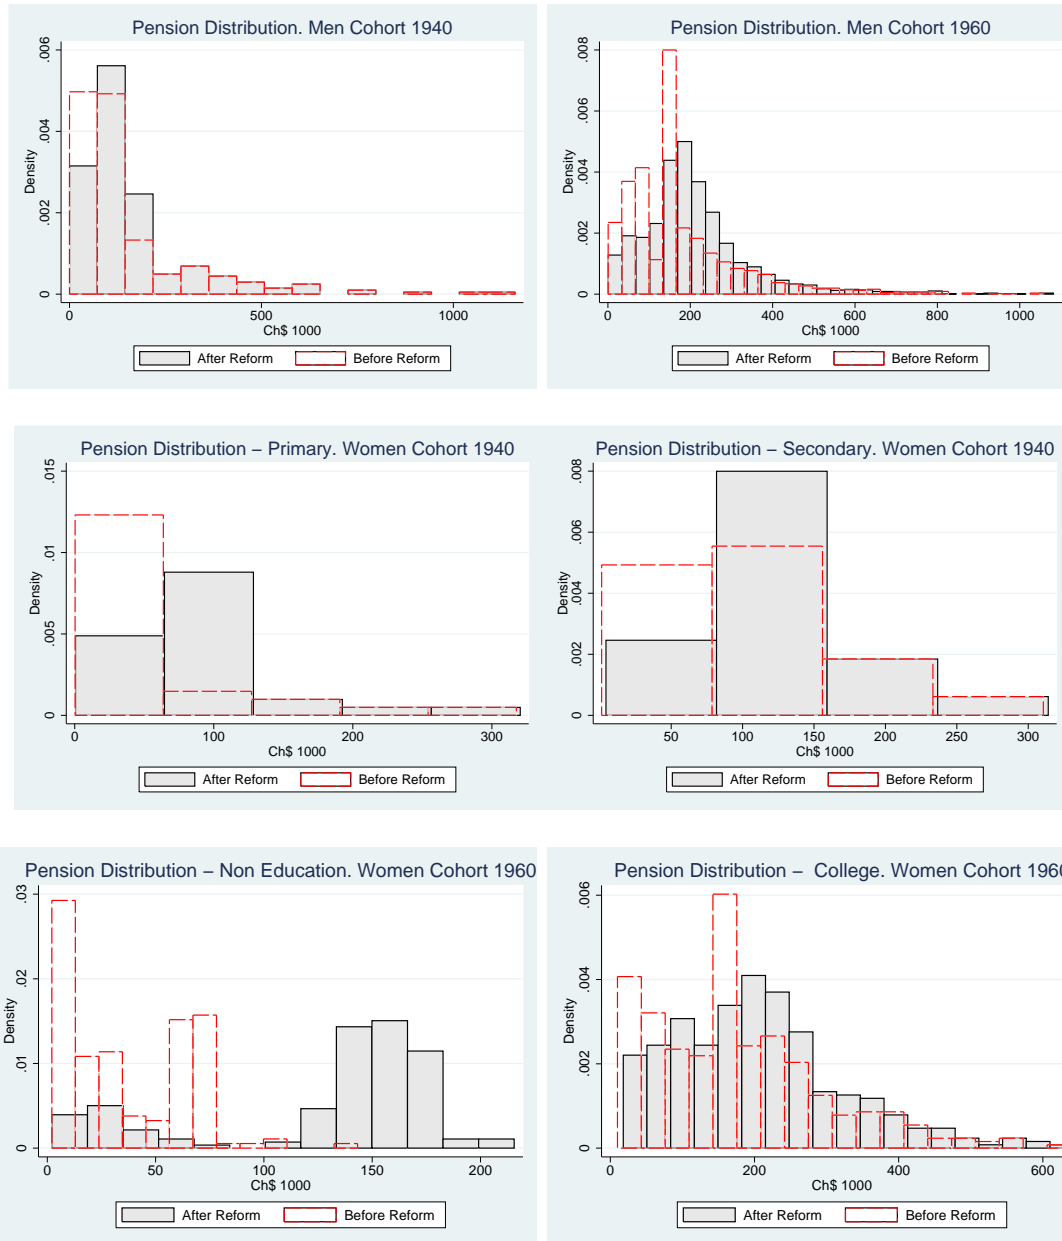 Pension Distribution. Men Cohort 1940
Density
0 .002 .004 .006
0 500 1000
Ch$ 1000
After Reform Before Reform
Pension Distribution. Men Cohort 1960
Density
0 .002 .004 .006 .008
0 200 400 600 800 1000
Ch$ 1000
After Reform Before Reform
Pension Distribution – Primary. Women Cohort 1940
Density
0 .005 .01 .015
0 100 200 300
Ch$ 1000
After Reform Before Reform
Pension Distribution – Secondary. Women Cohort 1940
Density
0 .002 .004 .006 .008
50 100 150 200 250 300
Ch$ 1000
After Reform Before Reform
Pension Distribution – Non Education. Women Cohort 1960
Density
0 .01 .02 .03
0 50 100 150 200
Ch$ 1000
After Reform Before Reform
Pension Distribution – College. Women Cohort 1960
Density
0 .002 .004 .006
0 200 400 600
Ch$ 1000
After Reform Before Reform